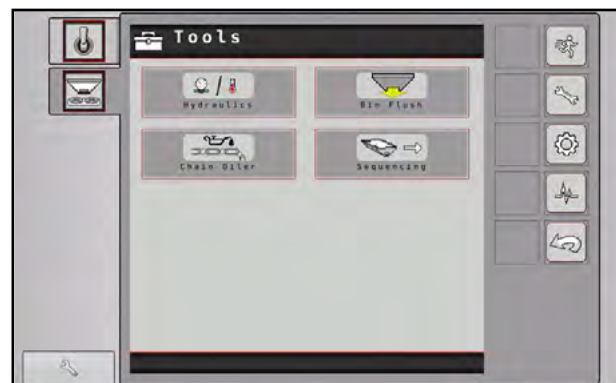 Tools
Hydraulics
Bin Flush
Chain Oiler
Sequencing